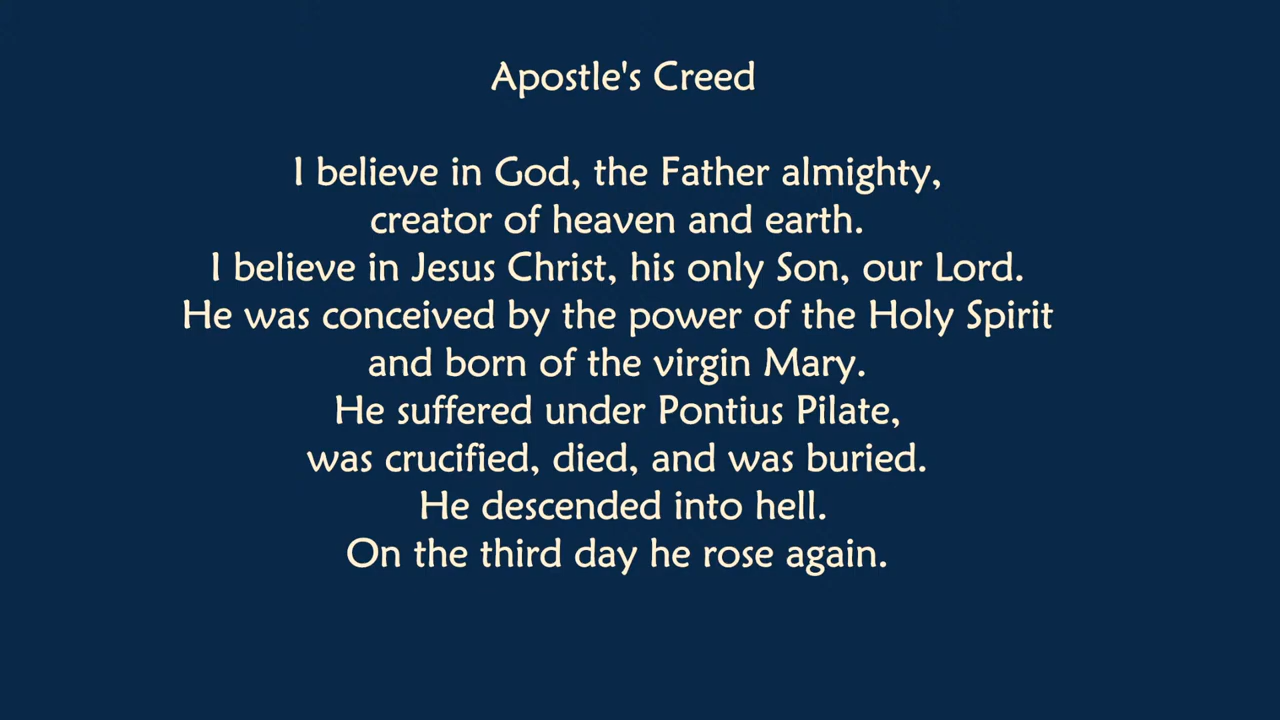 Apostle's Creed
I believe in God, the Father almighty,
creator of heaven and earth.
I believe in Jesus Christ, his only Son, our Lord.
He was conceived by the power of the Holy Spirit
and born of the virgin Mary.
He suffered under Pontius Pilate,
was crucified, died, and was buried.
He descended into hell.
On the third day he rose again.